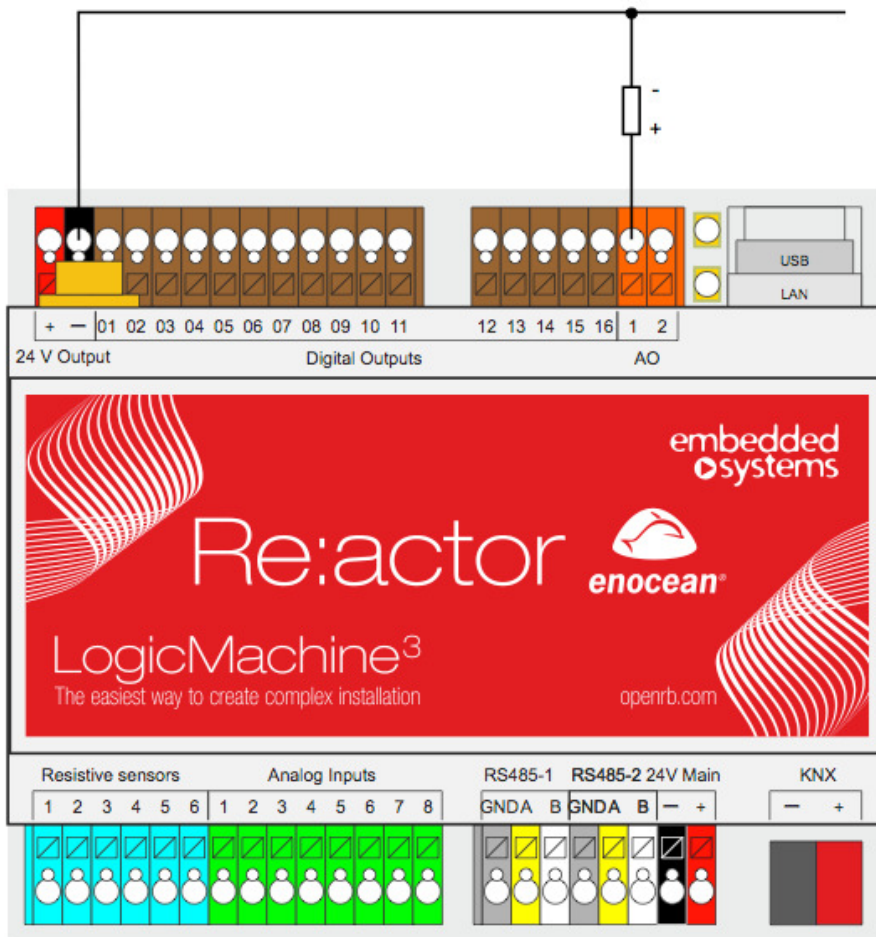 -
+
USB
LAN
+ — 01 02 03 04 05 06 07 08 09 10 11 12 13 14 15 16 1 2
24 V Output Digital Outputs AO
embedded
systems
Re:actor
enocean®
LogicMachine³
The easiest way to create complex installation openrb.com
Resistive sensors Analog Inputs RS485-1 RS485-2 24V Main KNX
1 2 3 4 5 6 1 2 3 4 5 6 7 8 GNDA B GNDA B — + — +